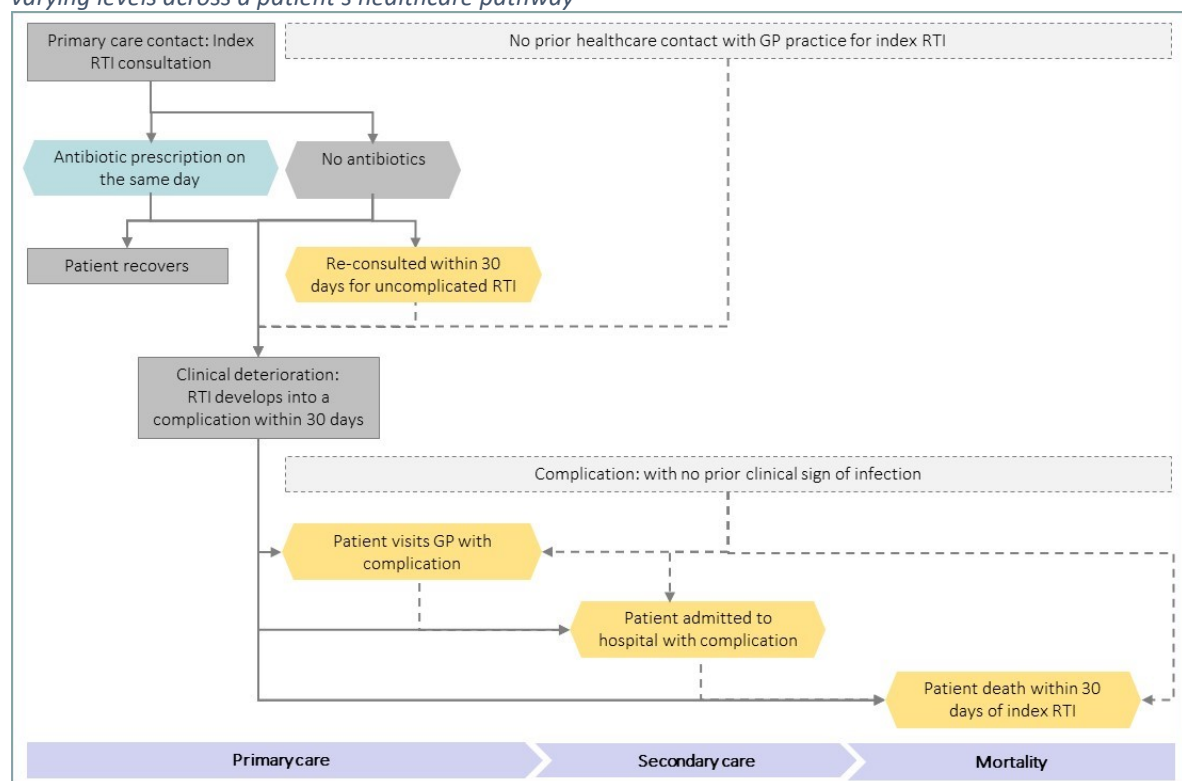 varying levels across a patient's healthcare pathway
Primary care contact: Index
RTI consultation
No prior healthcare contact with GP practice for index RTI
Antibiotic prescription on
the same day
No antibiotics
Patient recovers
Re-consulted within 30
days for uncomplicated RTI
Clinical deterioration:
RTI develops into a
complication within 30 days
Complication: with no prior clinical sign of infection
Patient visits GP with
complication
Patient admitted to
hospital with complication
Patient death within 30
days of index RTI
Primary care
Secondary care
Mortality